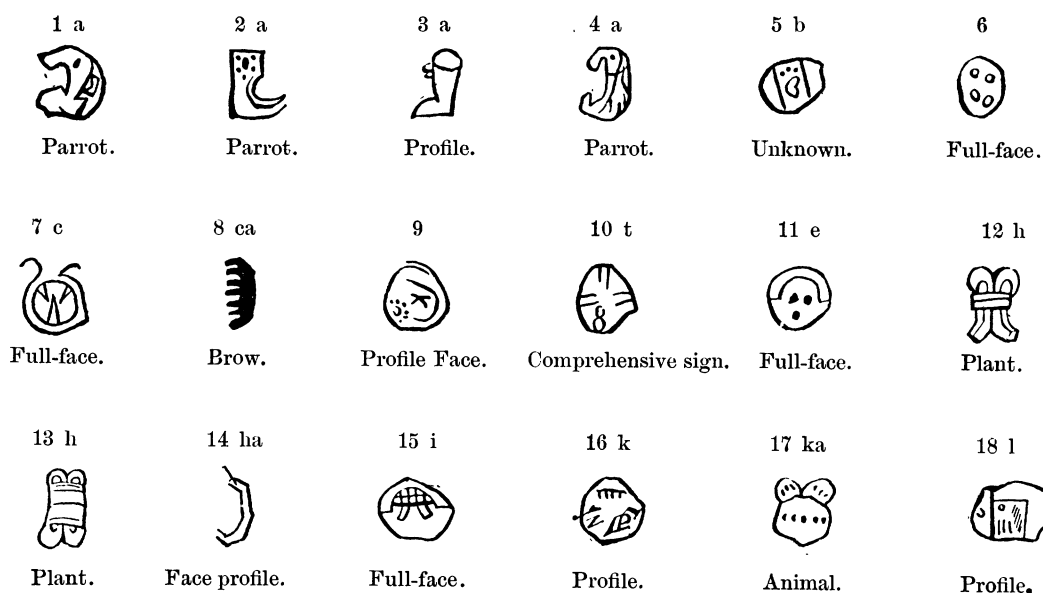 1 a 2 a 3 a 4 a 5 b 6
Parrot. Parrot. Profile. Parrot. Unknown. Full-face.
7 c 8 ca 9 10 t 11 e 12 h
Full-face. Brow. Profile Face. Comprehensive sign. Full-face. Plant.
13 h 14 ha 15 i 16 k 17 ka 18 l
Plant. Face profile. Full-face. Profile. Animal. Profile.